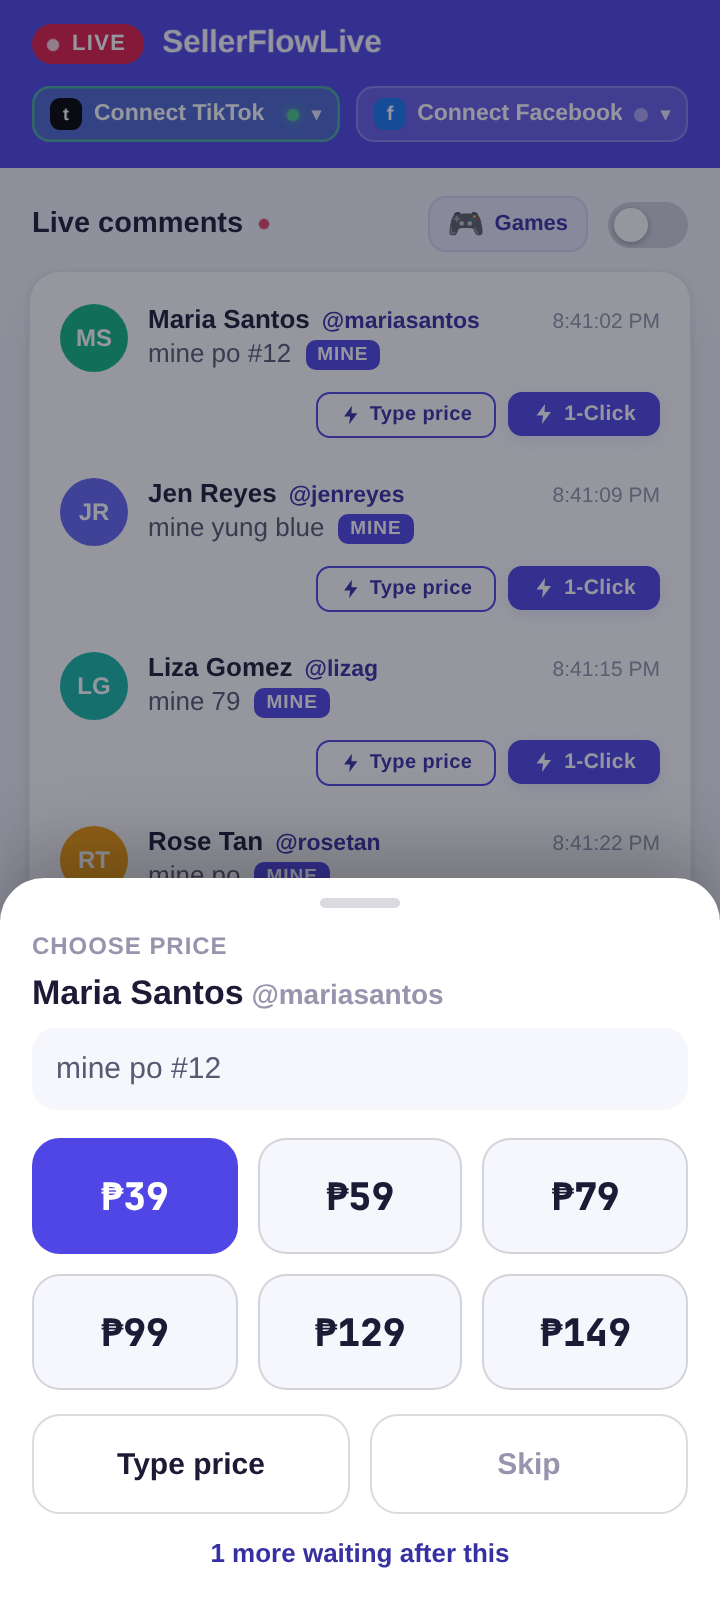 LIVE SellerFlowLive
t Connect TikTok ▾ f Connect Facebook ▾
Live comments 🎮 Games
MS Maria Santos @mariasantos 8:41:02 PM
mine po #12 MINE
Type price 1-Click
JR Jen Reyes @jenreyes 8:41:09 PM
mine yung blue MINE
Type price 1-Click
LG Liza Gomez @lizag 8:41:15 PM
mine 79 MINE
Type price 1-Click
RT Rose Tan @rosetan 8:41:22 PM
mine po MINE
CHOOSE PRICE
Maria Santos @mariasantos
mine po #12
₱39 ₱59 ₱79
₱99 ₱129 ₱149
Type price Skip
1 more waiting after this